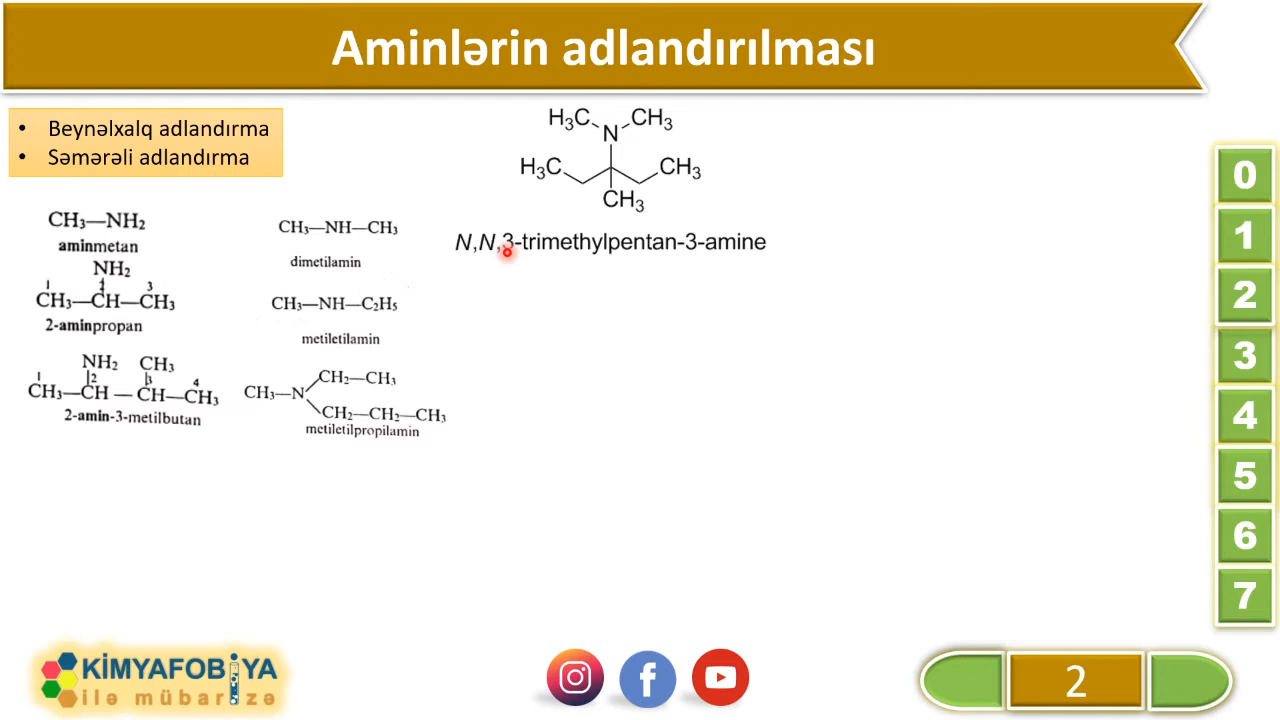 Aminlərin adlandırılması
• Beynəlxalq adlandırma
• Səmərəli adlandırma
CH₃—NH₂
aminmetan
NH₂
1 2 3
CH₃—CH—CH₃
2-aminpropan
NH₂ CH₃
1 2 3 4
CH₃—CH — CH—CH₃
2-amin-3-metilbutan
CH₃—NH—CH₃
dimetilamin
CH₃—NH—C₂H₅
metiletilamin
CH₂—CH₃
CH₃—N
CH₂—CH₂—CH₃
metiletilpropilamin
H₃C CH₃
N
H₃C CH₃
CH₃
N,N,3-trimethylpentan-3-amine
0
1
2
3
4
5
6
7
KİMYAFOBİYA
ilə mübarizə
2